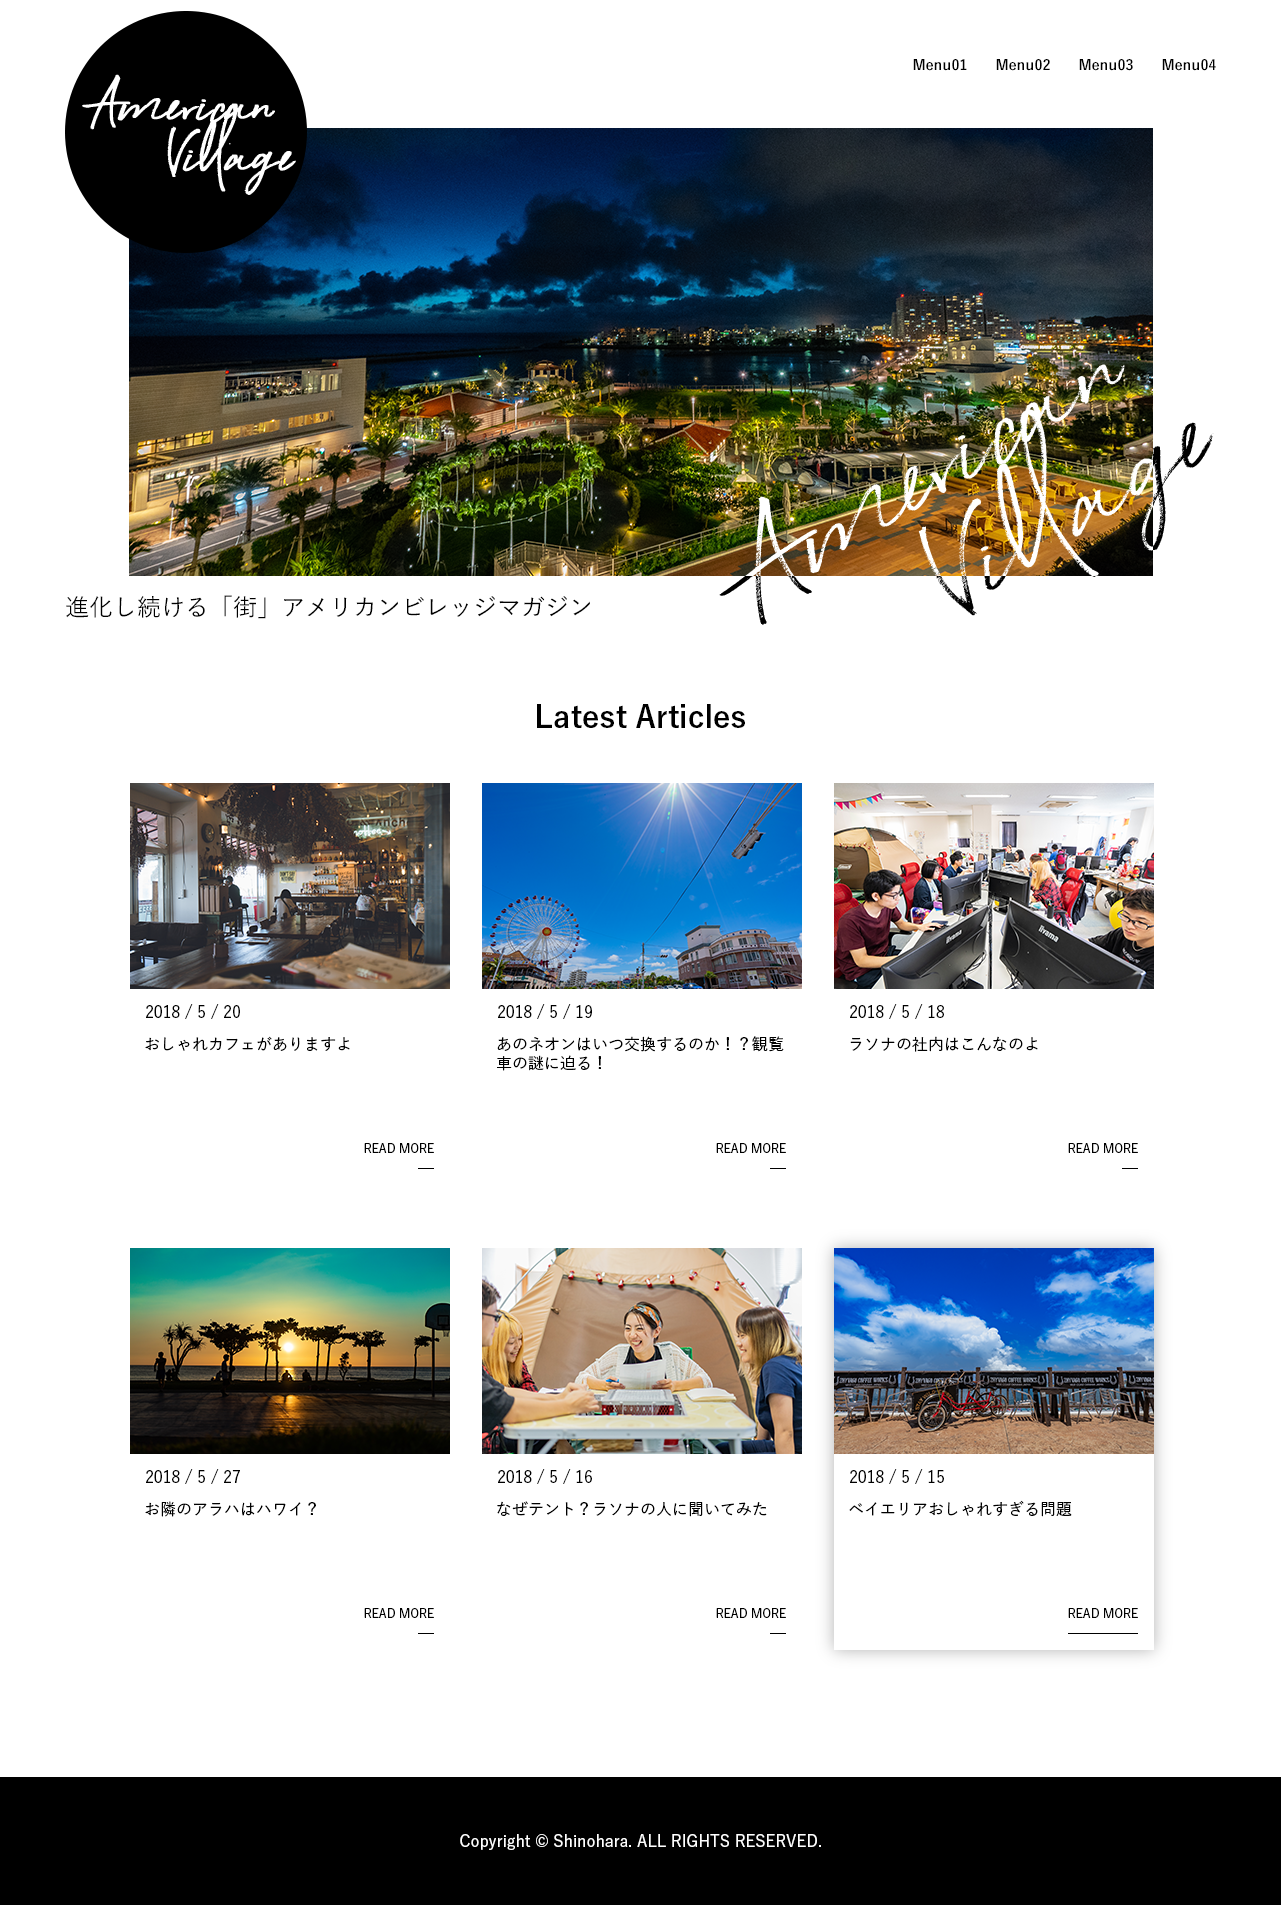 American
Village
Menu01 Menu02 Menu03 Menu04
American
Village
進化し続ける「街」アメリカンビレッジマガジン
Latest Articles
2018 / 5 / 20
おしゃれカフェがありますよ
READ MORE
2018 / 5 / 19
あのネオンはいつ交換するのか！？観覧
車の謎に迫る！
READ MORE
iiyama
iiyama
2018 / 5 / 18
ラソナの社内はこんなのよ
READ MORE
2018 / 5 / 27
お隣のアラハはハワイ？
READ MORE
2018 / 5 / 16
なぜテント？ラソナの人に聞いてみた
READ MORE
2018 / 5 / 15
ベイエリアおしゃれすぎる問題
READ MORE
Copyright © Shinohara. ALL RIGHTS RESERVED.